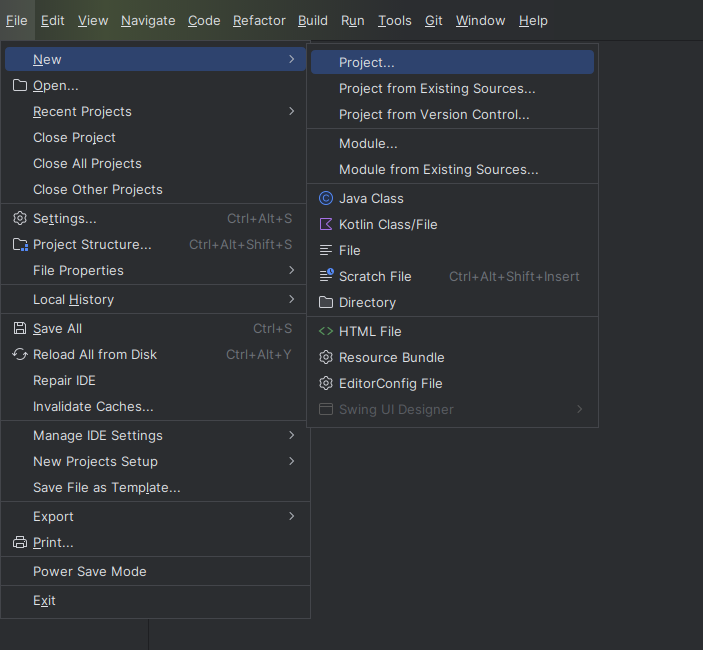 File Edit View Navigate Code Refactor Build Run Tools Git Window Help
New
Open...
Recent Projects
Close Project
Close All Projects
Close Other Projects
Settings... Ctrl+Alt+S
Project Structure... Ctrl+Alt+Shift+S
File Properties
Local History
Save All Ctrl+S
Reload All from Disk Ctrl+Alt+Y
Repair IDE
Invalidate Caches...
Manage IDE Settings
New Projects Setup
Save File as Template...
Export
Print...
Power Save Mode
Exit
Project...
Project from Existing Sources...
Project from Version Control...
Module...
Module from Existing Sources...
Java Class
Kotlin Class/File
File
Scratch File Ctrl+Alt+Shift+Insert
Directory
HTML File
Resource Bundle
EditorConfig File
Swing UI Designer